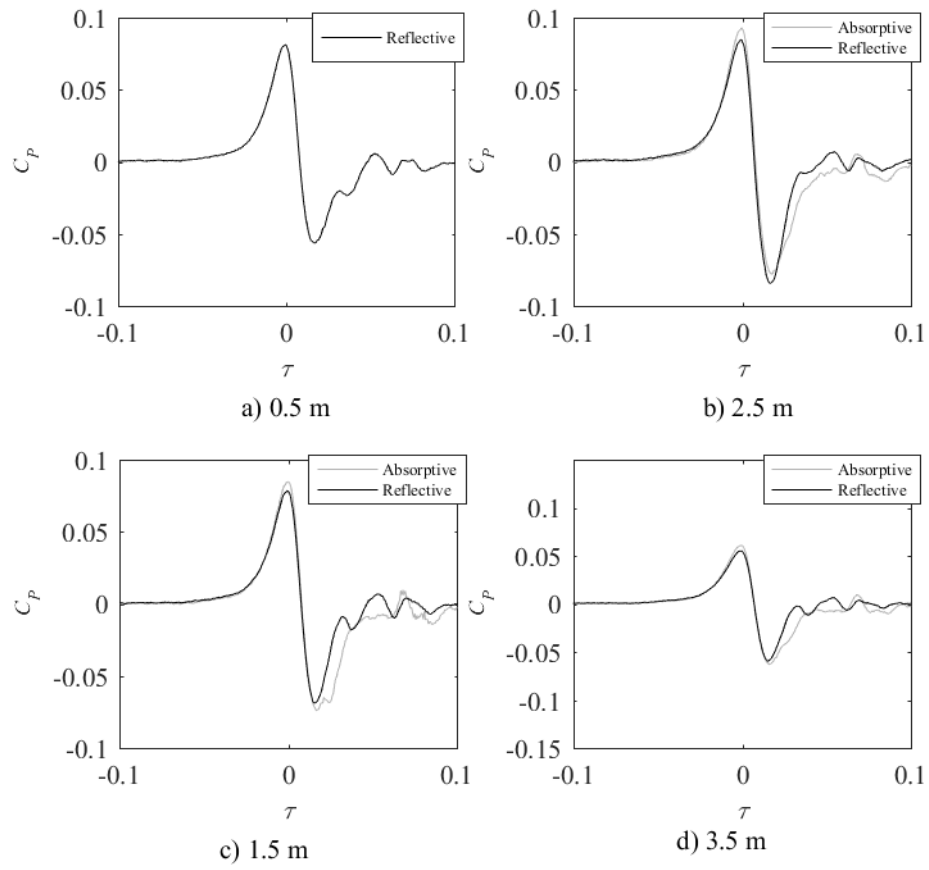 0.1
0.05
0
-0.05
-0.1
C_P
-0.1 0 0.1
τ
Reflective
a) 0.5 m
0.1
0.05
0
-0.05
-0.1
C_P
-0.1 0 0.1
τ
Absorptive
Reflective
b) 2.5 m
0.1
0.05
0
-0.05
-0.1
C_P
-0.1 0 0.1
τ
Absorptive
Reflective
c) 1.5 m
0.1
0.05
0
-0.05
-0.1
-0.15
C_P
-0.1 0 0.1
τ
Absorptive
Reflective
d) 3.5 m